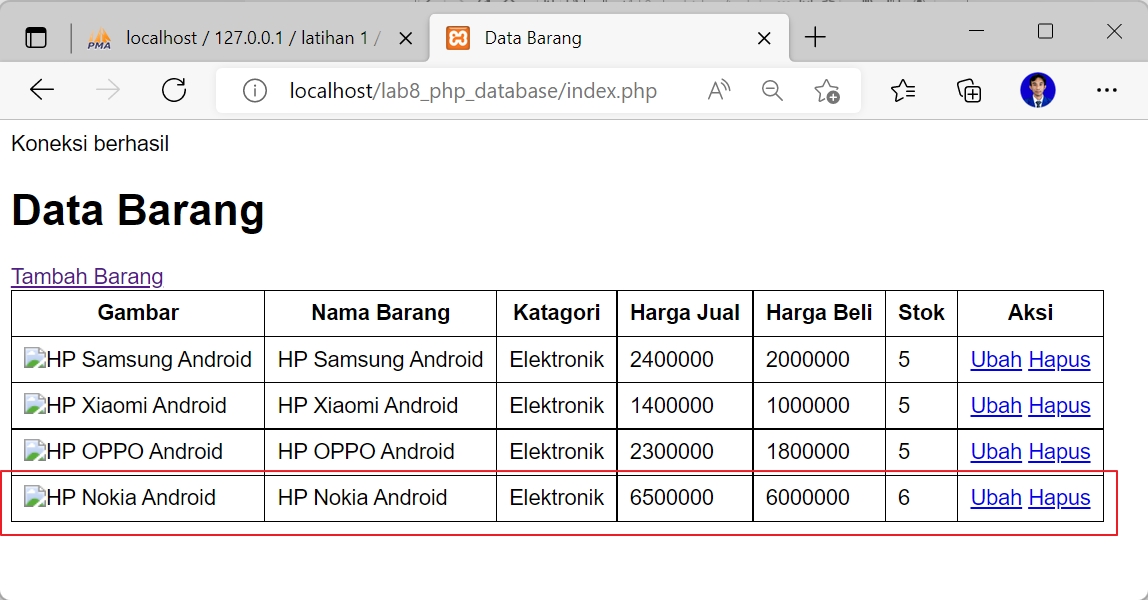 PMA localhost / 127.0.0.1 / latihan 1 / Data Barang
localhost/lab8_php_database/index.php
Koneksi berhasil
Data Barang
Tambah Barang
Gambar Nama Barang Katagori Harga Jual Harga Beli Stok Aksi
HP Samsung Android HP Samsung Android Elektronik 2400000 2000000 5 Ubah Hapus
HP Xiaomi Android HP Xiaomi Android Elektronik 1400000 1000000 5 Ubah Hapus
HP OPPO Android HP OPPO Android Elektronik 2300000 1800000 5 Ubah Hapus
HP Nokia Android HP Nokia Android Elektronik 6500000 6000000 6 Ubah Hapus